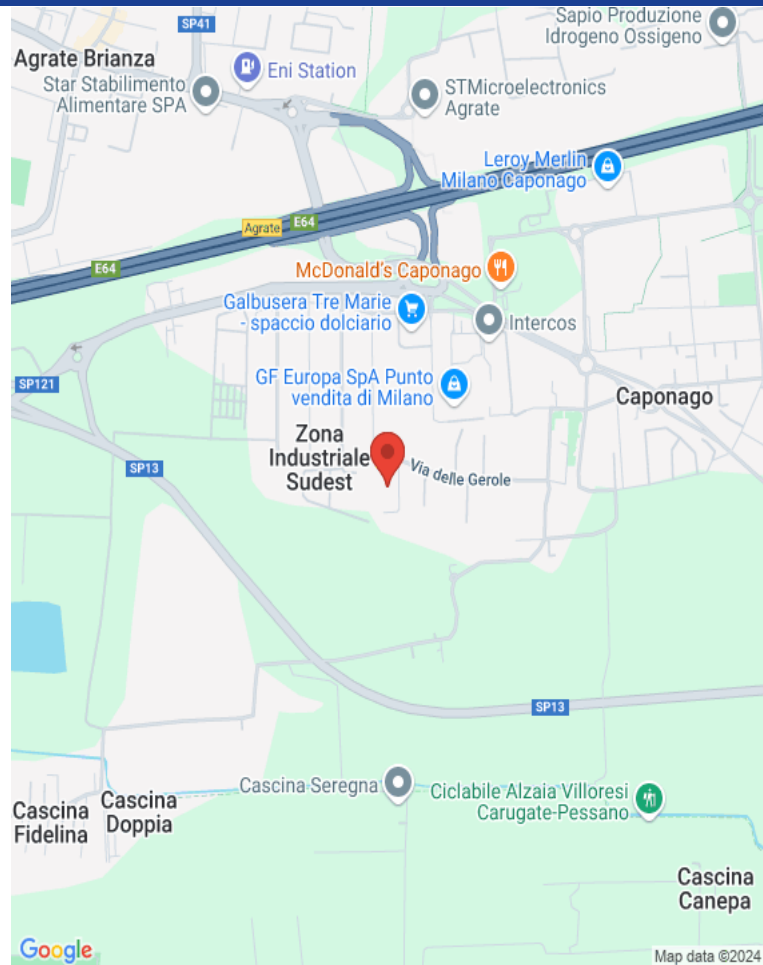 Sapio Produzione
Idrogeno Ossigeno
SP41
Agrate Brianza
Eni Station
Star Stabilimento
Alimentare SPA
STMicroelectronics
Agrate
Leroy Merlin
Milano Caponago
Agrate
E64
E64
McDonald's Caponago
Galbusera Tre Marie
- spaccio dolciario
Intercos
GF Europa SpA Punto
vendita di Milano
SP121
Caponago
Zona
Industriale
Sudest
SP13
Via delle Gerole
SP13
Cascina Seregna
Ciclabile Alzaia Villoresi
Carugate-Pessano
Cascina
Fidelina
Cascina
Doppia
Cascina
Canepa
Google
Map data ©2024